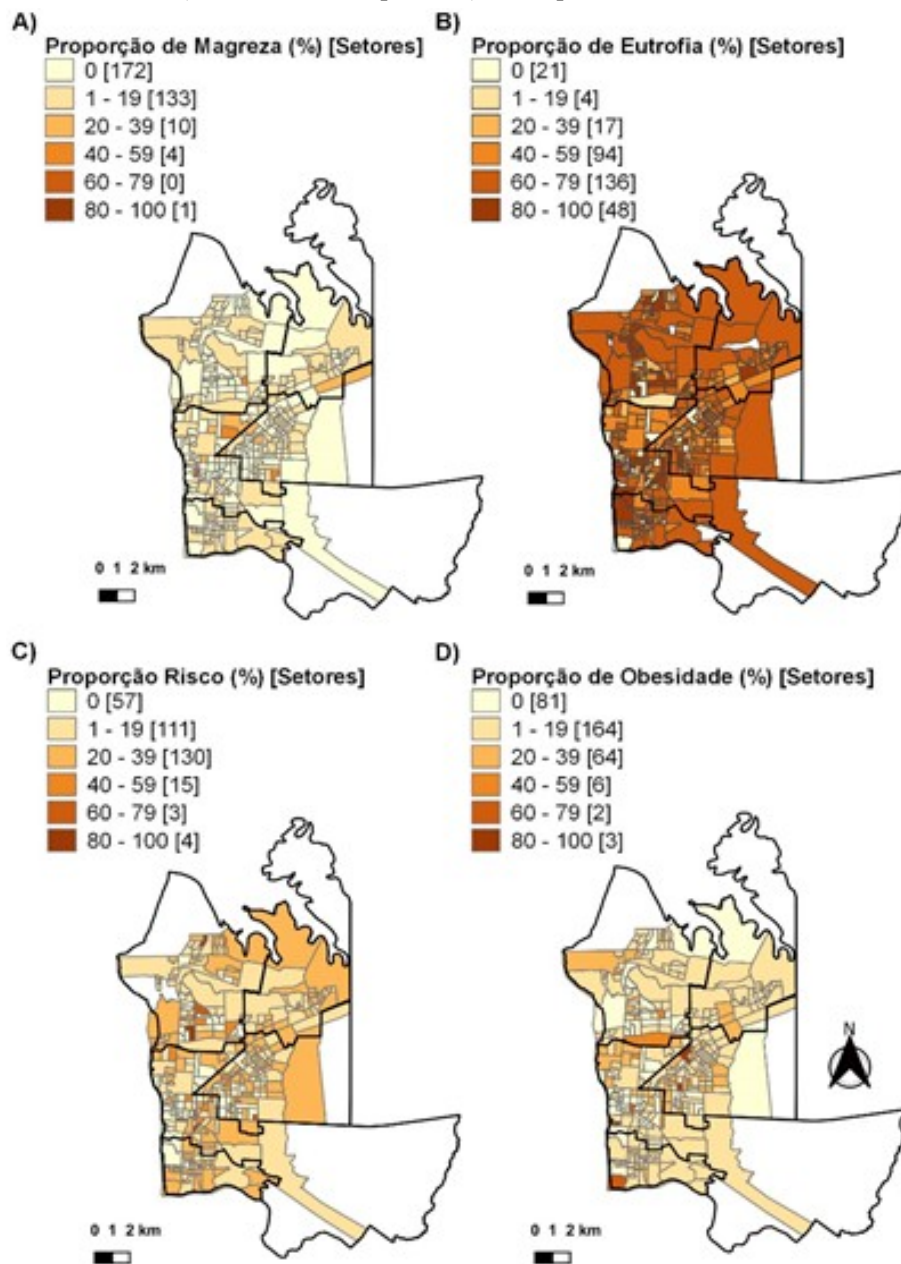 A)
Proporção de Magreza (%) [Setores]
0 [172]
1 - 19 [133]
20 - 39 [10]
40 - 59 [4]
60 - 79 [0]
80 - 100 [1]
0 1 2 km
B)
Proporção de Eutrofia (%) [Setores]
0 [21]
1 - 19 [4]
20 - 39 [17]
40 - 59 [94]
60 - 79 [136]
80 - 100 [48]
0 1 2 km
C)
Proporção Risco (%) [Setores]
0 [57]
1 - 19 [111]
20 - 39 [130]
40 - 59 [15]
60 - 79 [3]
80 - 100 [4]
0 1 2 km
D)
Proporção de Obesidade (%) [Setores]
0 [81]
1 - 19 [164]
20 - 39 [64]
40 - 59 [6]
60 - 79 [2]
80 - 100 [3]
N
0 1 2 km